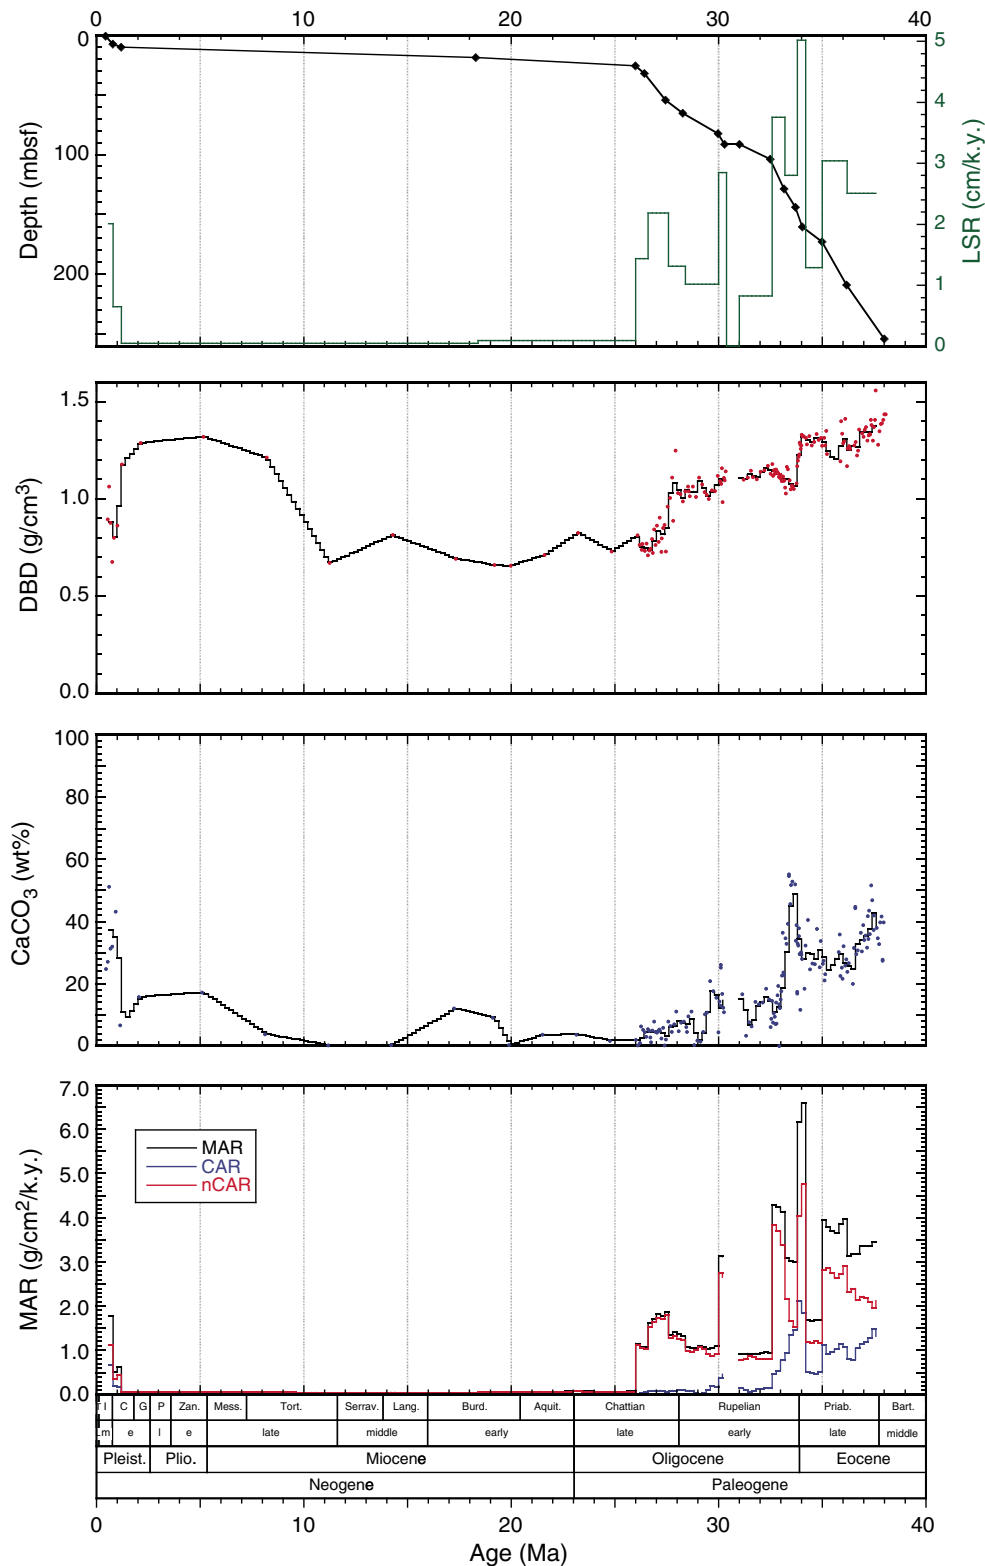 0 10 20 30 40
0
100
200
Depth (mbsf)
5
4
3
2
1
0
LSR (cm/k.y.)
1.5
1.0
0.5
0.0
DBD (g/cm3)
100
80
60
40
20
0
CaCO3 (wt%)
7.0
6.0
5.0
4.0
3.0
2.0
1.0
0.0
MAR (g/cm2/k.y.)
MAR
CAR
nCAR
I C G P Zan. Mess. Tort. Serrav. Lang. Burd. Aquit. Chattian Rupelian Priab. Bart.
m e l e late middle early late early late middle
Pleist. Plio. Miocene Oligocene Eocene
Neogene Paleogene
0 10 20 30 40
Age (Ma)